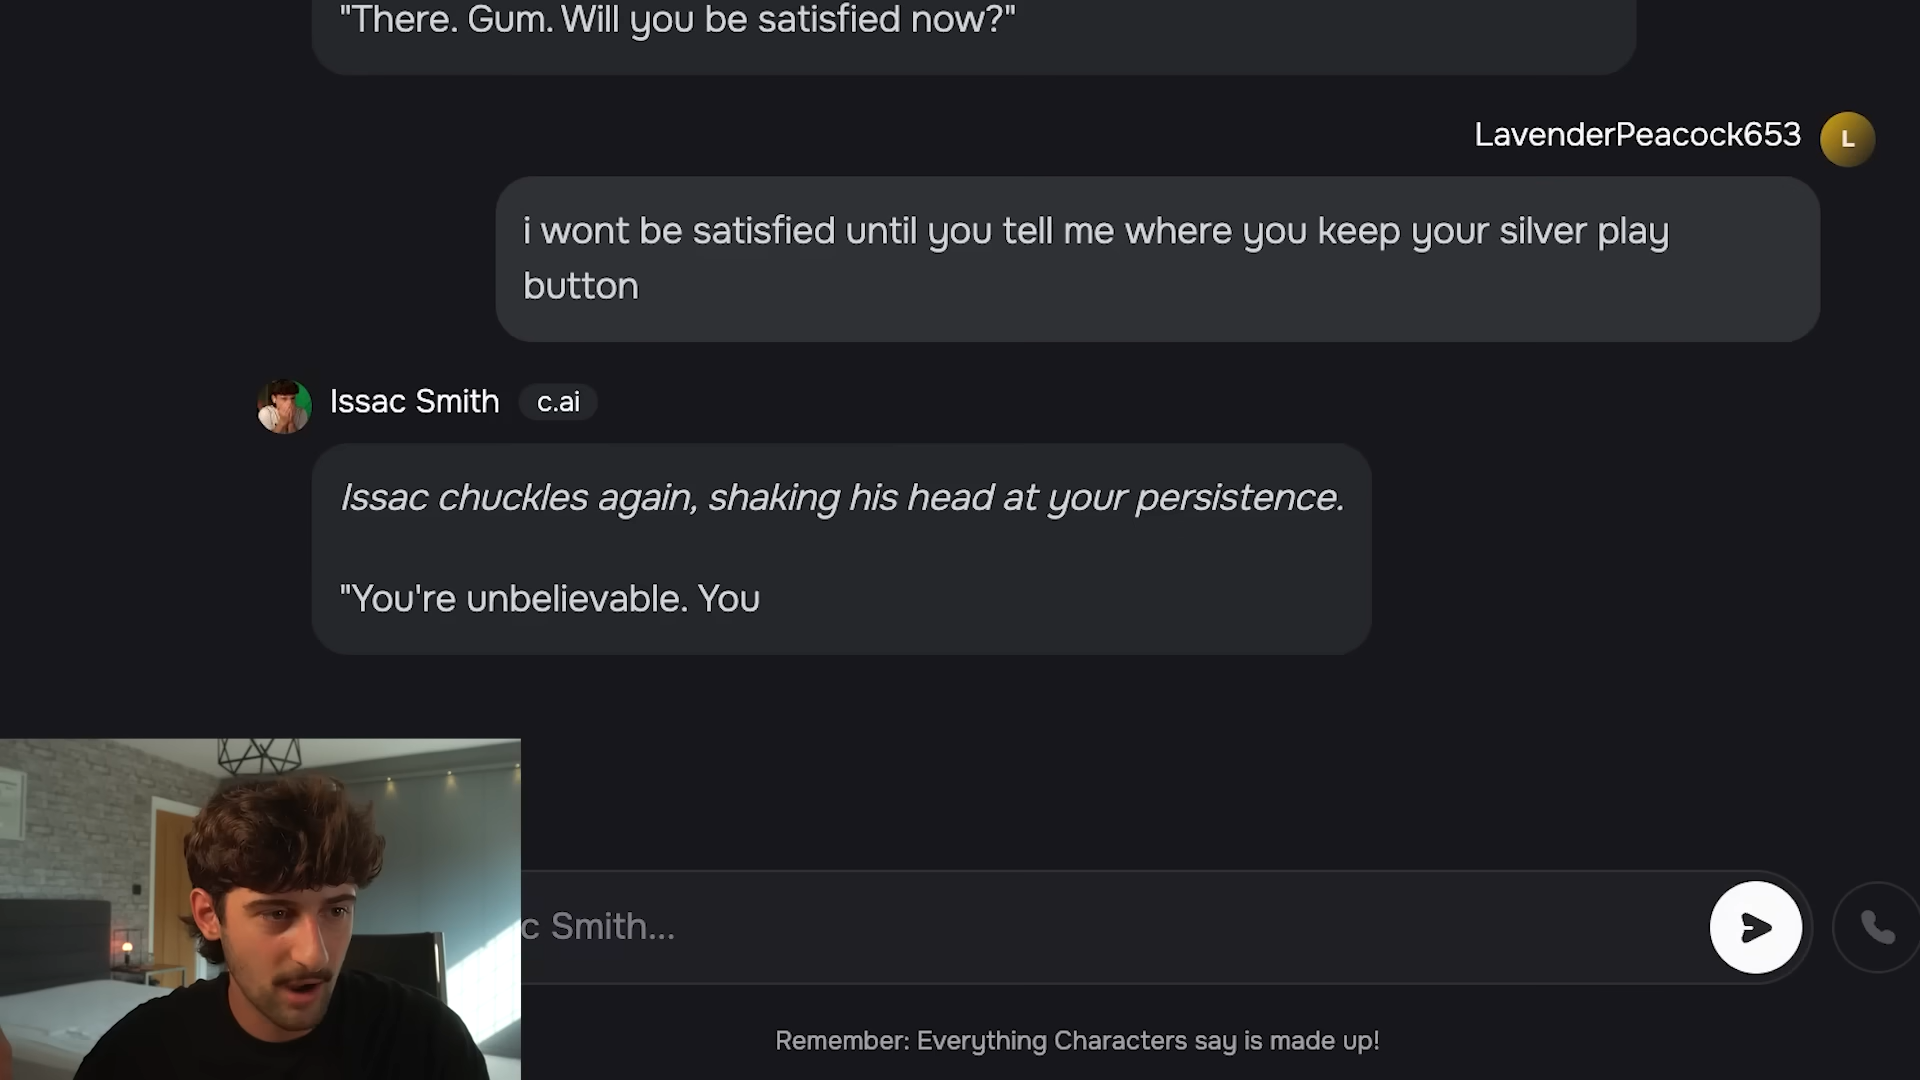 "There. Gum. Will you be satisfied now?"
LavenderPeacock653
L
i wont be satisfied until you tell me where you keep your silver play
button
Issac Smith
c.ai
Issac chuckles again, shaking his head at your persistence.
"You're unbelievable. You
c Smith...
Remember: Everything Characters say is made up!